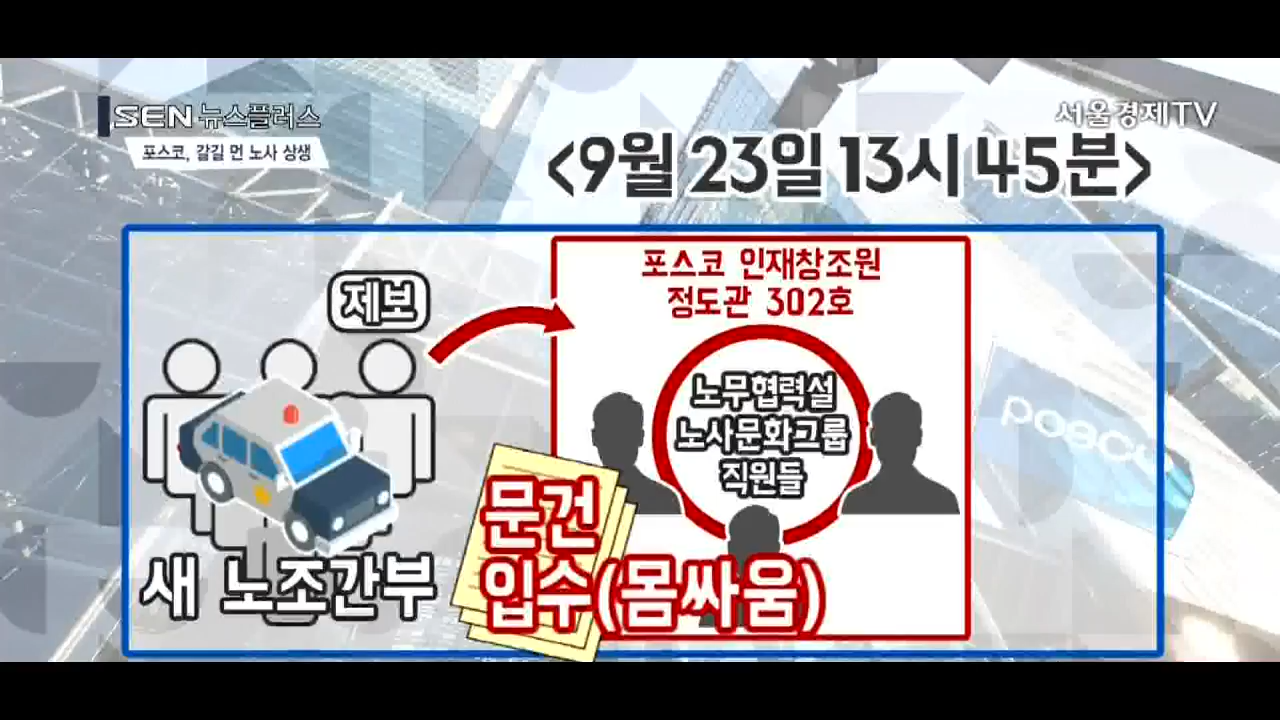 SEN 뉴스플러스
서울경제TV
포스코, 갈길 먼 노사 상생
<9월 23일 13시 45분>
포스코 인재창조원
정도관 302호
제보
노무협력설
노사문화그룹
직원들
posco
문건
입수(몸싸움)
새 노조간부